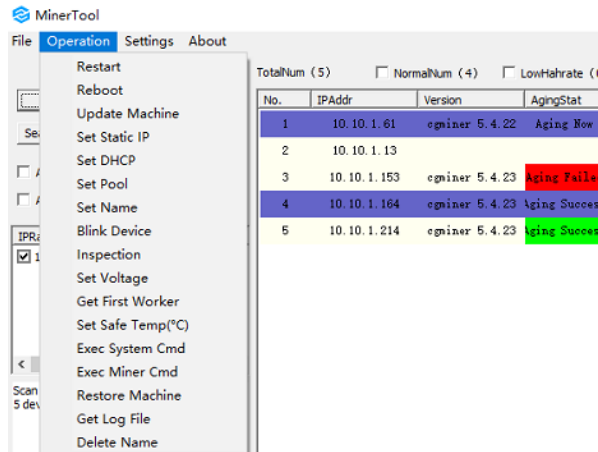 MinerTool
File Operation Settings About
Restart
Reboot
Update Machine
Set Static IP
Set DHCP
Set Pool
Set Name
Blink Device
Inspection
Set Voltage
Get First Worker
Set Safe Temp(°C)
Exec System Cmd
Exec Miner Cmd
Restore Machine
Get Log File
Delete Name
TotalNum (5) NormalNum (4) LowHahrate (
No. IPAddr Version AgingStat
1 10.10.1.61 cgminer 5.4.22 Aging Now
2 10.10.1.13
3 10.10.1.153 cgminer 5.4.23 Aging Faile
4 10.10.1.164 cgminer 5.4.23 Aging Succes
5 10.10.1.214 cgminer 5.4.23 Aging Succes
Sea
IPRa
1
Scan
5 dev